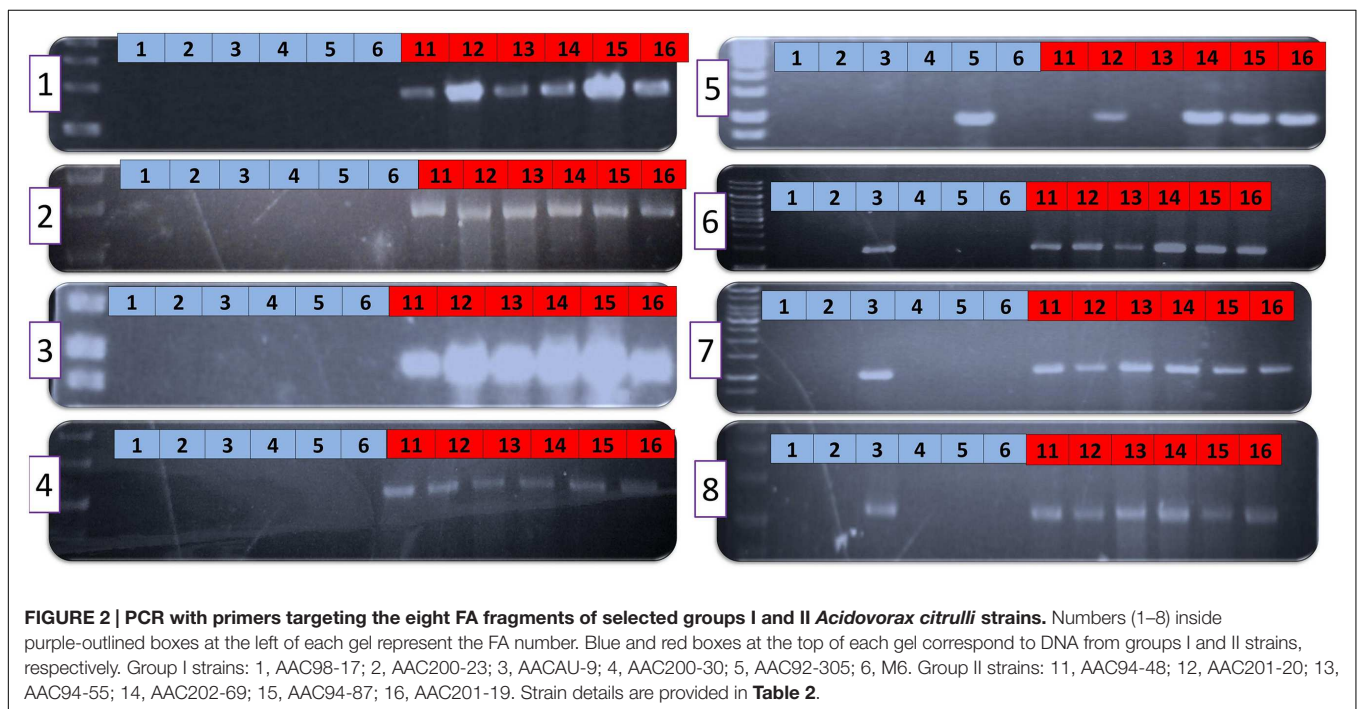 1 2 3 4 5 6 11 12 13 14 15 16
1
1 2 3 4 5 6 11 12 13 14 15 16
2
1 2 3 4 5 6 11 12 13 14 15 16
3
1 2 3 4 5 6 11 12 13 14 15 16
4
1 2 3 4 5 6 11 12 13 14 15 16
5
1 2 3 4 5 6 11 12 13 14 15 16
6
1 2 3 4 5 6 11 12 13 14 15 16
7
1 2 3 4 5 6 11 12 13 14 15 16
8
FIGURE 2 | PCR with primers targeting the eight FA fragments of selected groups I and II Acidovorax citrulli strains. Numbers (1–8) inside
purple-outlined boxes at the left of each gel represent the FA number. Blue and red boxes at the top of each gel correspond to DNA from groups I and II strains,
respectively. Group I strains: 1, AAC98-17; 2, AAC200-23; 3, AACAU-9; 4, AAC200-30; 5, AAC92-305; 6, M6. Group II strains: 11, AAC94-48; 12, AAC201-20; 13,
AAC94-55; 14, AAC202-69; 15, AAC94-87; 16, AAC201-19. Strain details are provided in Table 2.